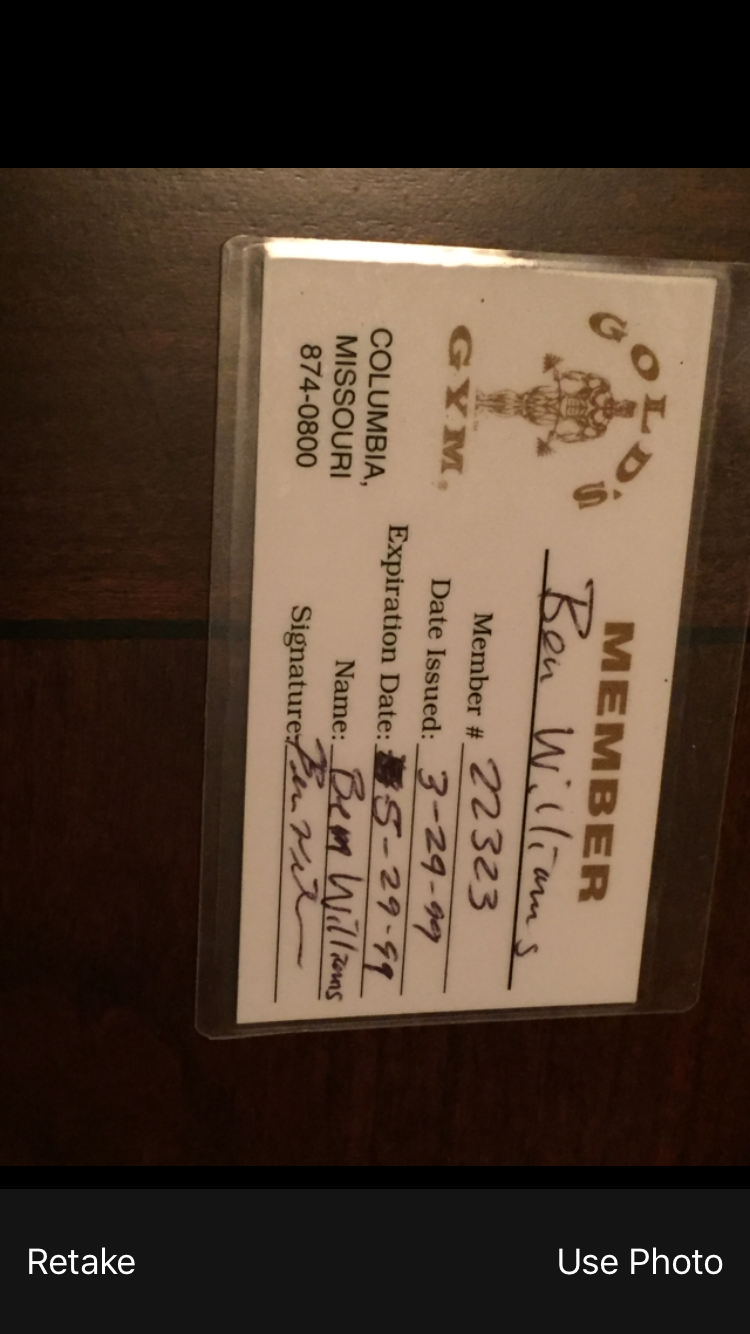 GOLD'S
GYM
COLUMBIA,
MISSOURI
874-0800
MEMBER
Ben Williams
Member # 22323
Date Issued: 3-29-99
Expiration Date: 5-29-99
Name: Ben Williams
Signature: Ben
Retake
Use Photo